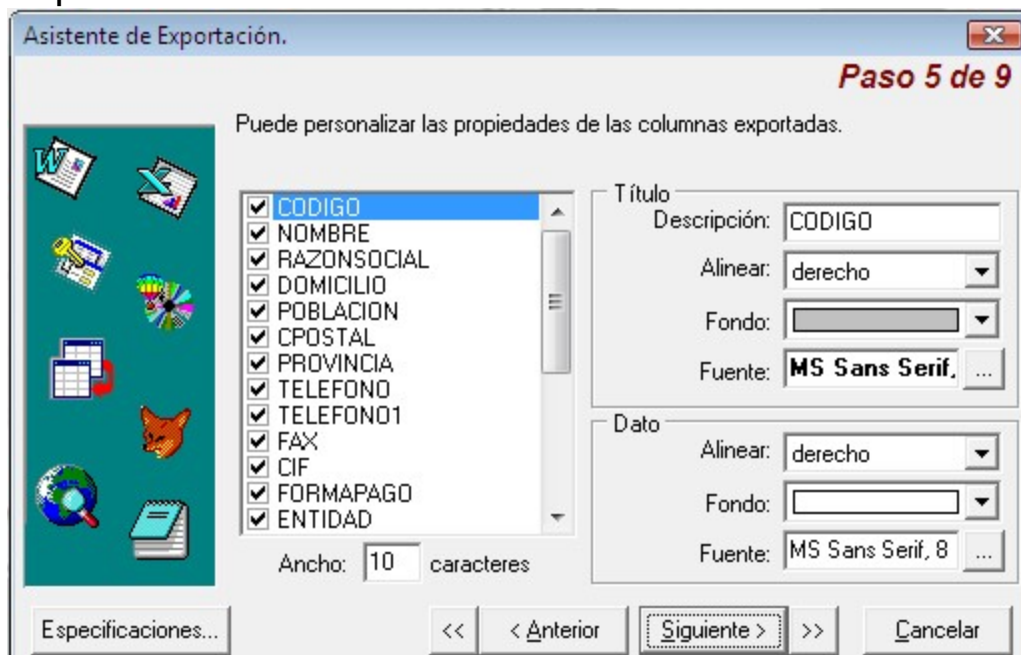 Asistente de Exportación.
Paso 5 de 9
Puede personalizar las propiedades de las columnas exportadas.
CODIGO
NOMBRE
RAZONSOCIAL
DOMICILIO
POBLACION
CPOSTAL
PROVINCIA
TELEFONO
TELEFONO1
FAX
CIF
FORMAPAGO
ENTIDAD
Ancho: 10 caracteres
Título
Descripción: CODIGO
Alinear: derecho
Fondo:
Fuente: MS Sans Serif, ...
Dato
Alinear: derecho
Fondo:
Fuente: MS Sans Serif, 8 ...
Especificaciones... << < Anterior Siguiente > >> Cancelar